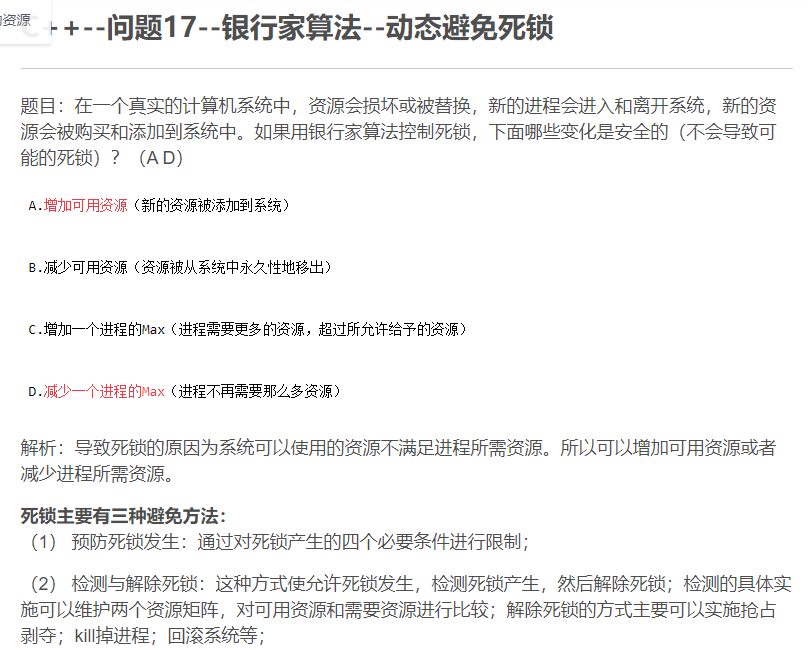 的资源
C++--问题17--银行家算法--动态避免死锁
题目：在一个真实的计算机系统中，资源会损坏或被替换，新的进程会进入和离开系统，新的资
源会被购买和添加到系统中。如果用银行家算法控制死锁，下面哪些变化是安全的（不会导致可
能的死锁）？（A D）
A.增加可用资源（新的资源被添加到系统）
B.减少可用资源（资源被从系统中永久性地移出）
C.增加一个进程的Max（进程需要更多的资源，超过所允许给予的资源）
D.减少一个进程的Max（进程不再需要那么多资源）
解析：导致死锁的原因为系统可以使用的资源不满足进程所需资源。所以可以增加可用资源或者
减少进程所需资源。
死锁主要有三种避免方法：
（1） 预防死锁发生：通过对死锁产生的四个必要条件进行限制；
（2） 检测与解除死锁：这种方式使允许死锁发生，检测死锁产生，然后解除死锁；检测的具体实
施可以维护两个资源矩阵，对可用资源和需要资源进行比较；解除死锁的方式主要可以实施抢占
剥夺；kill掉进程；回滚系统等；